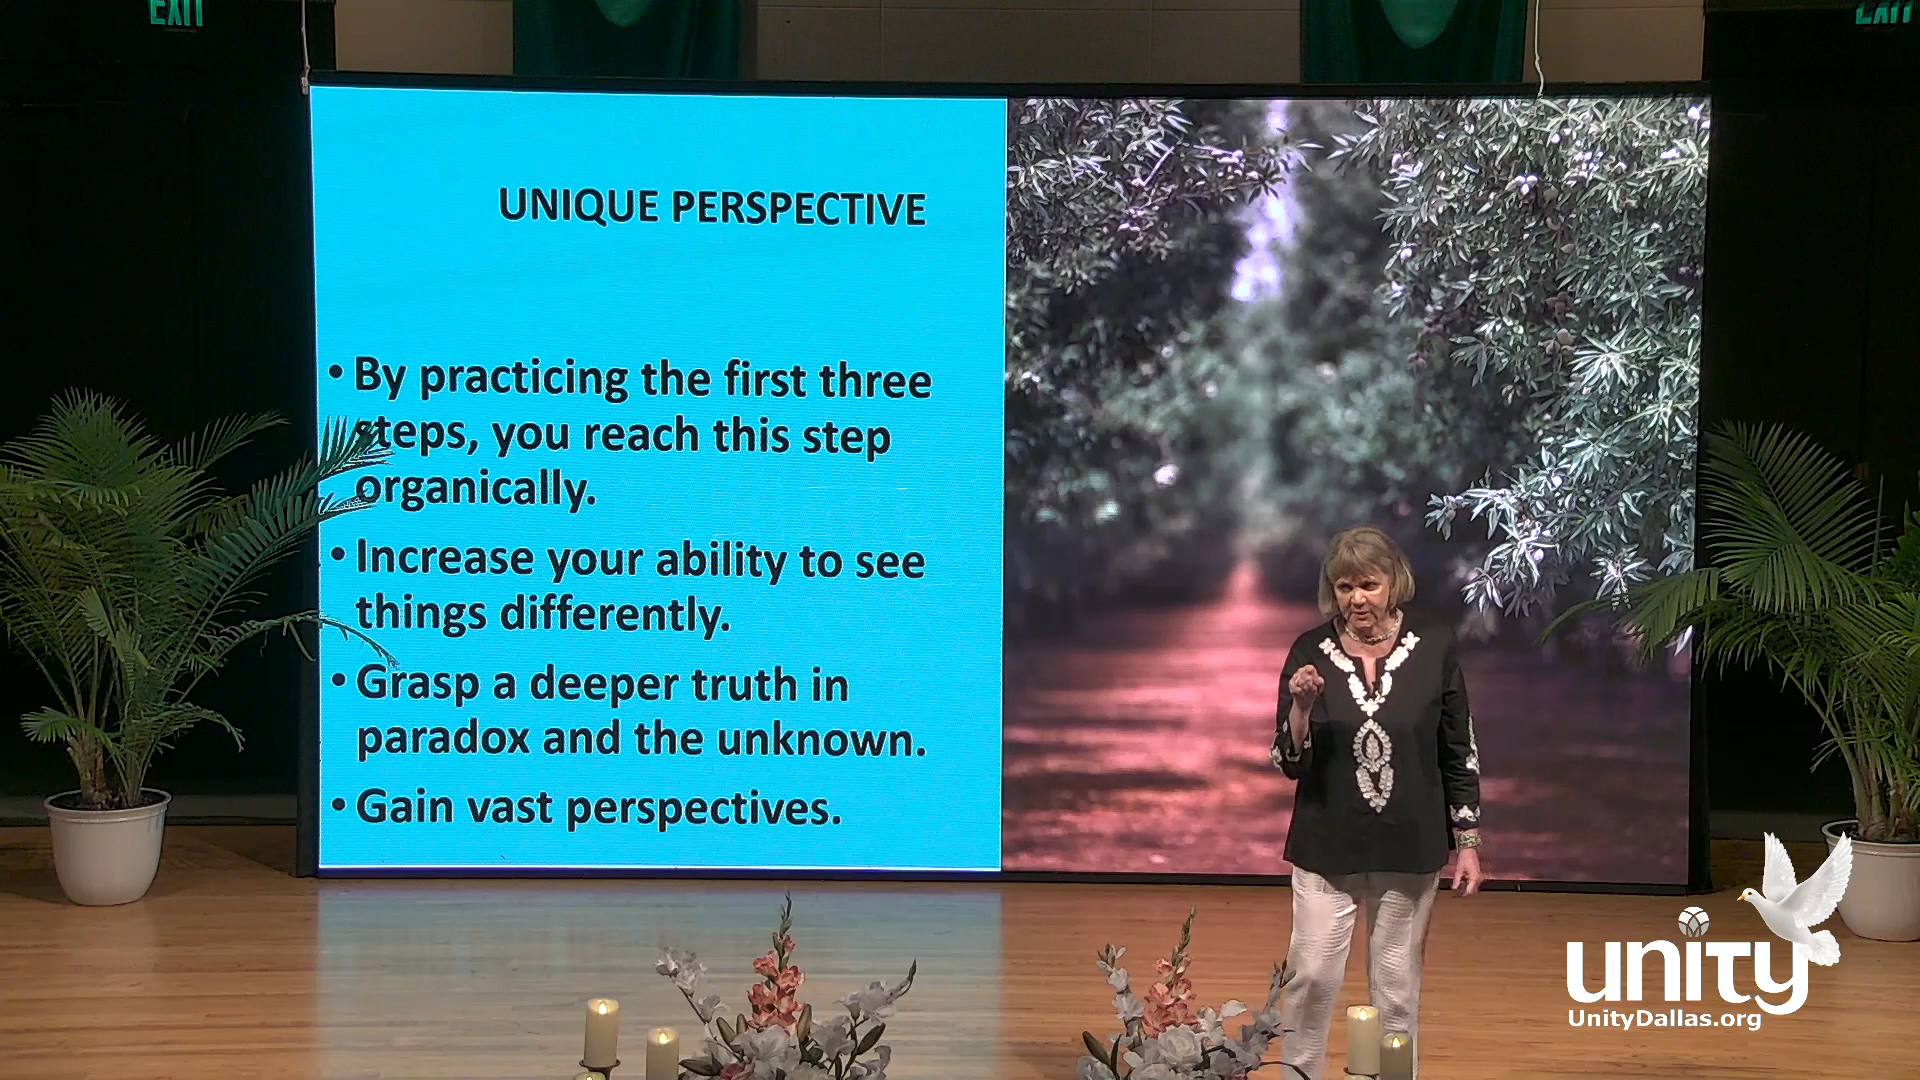 EXIT
EXIT
UNIQUE PERSPECTIVE
• By practicing the first three
steps, you reach this step
organically.
• Increase your ability to see
things differently.
• Grasp a deeper truth in
paradox and the unknown.
• Gain vast perspectives.
unity
UnityDallas.org